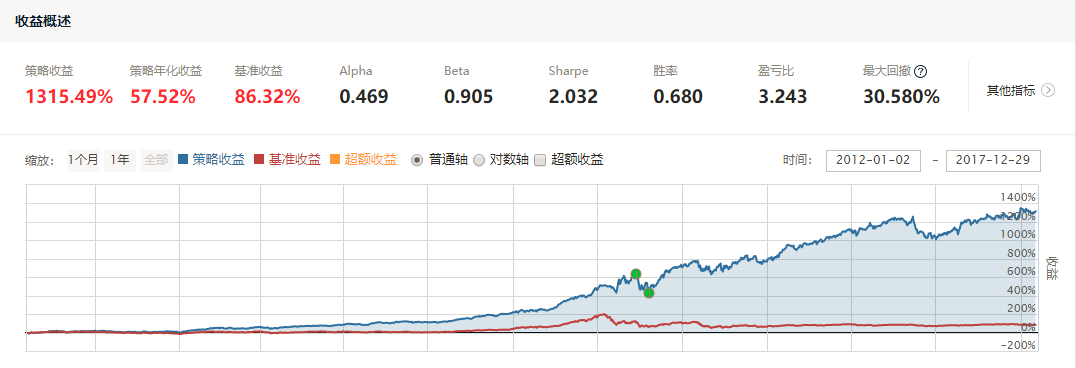 收益概述
策略收益 策略年化收益 基准收益 Alpha Beta Sharpe 胜率 盈亏比 最大回撤 ?
1315.49% 57.52% 86.32% 0.469 0.905 2.032 0.680 3.243 30.580% 其他指标
缩放: 1个月 1年 全部 策略收益 基准收益 超额收益 普通轴 对数轴 超额收益 时间: 2012-01-02 - 2017-12-29
1400%
1200%
1000%
800%
600%
400%
200%
0%
-200%
收益